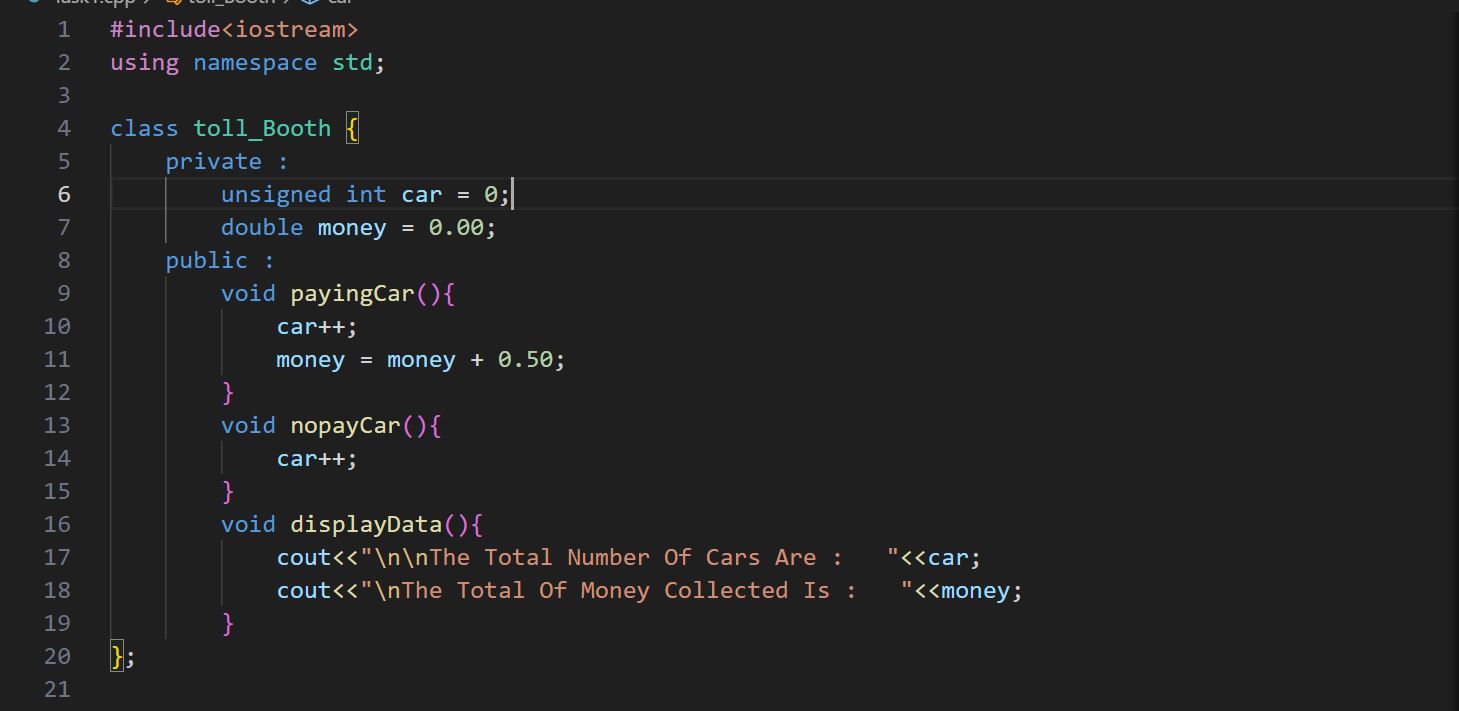 toll_Booth car
1 #include<iostream>
2 using namespace std;
3
4 class toll_Booth {
5     private :
6         unsigned int car = 0;
7         double money = 0.00;
8     public :
9         void payingCar(){
10             car++;
11             money = money + 0.50;
12         }
13         void nopayCar(){
14             car++;
15         }
16         void displayData(){
17             cout<<"\n\nThe Total Number Of Cars Are :   "<<car;
18             cout<<"\nThe Total Of Money Collected Is :   "<<money;
19         }
20 };
21